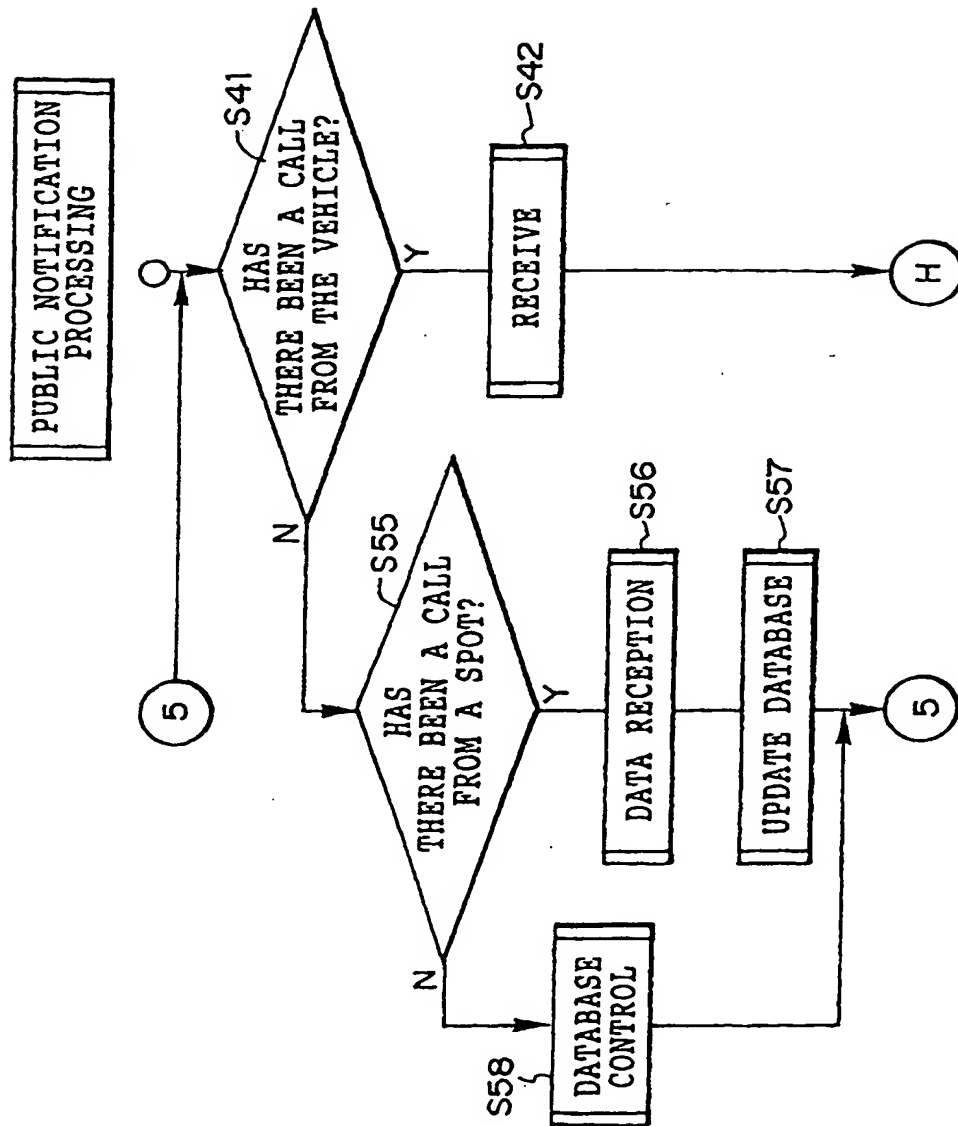 PUBLIC NOTIFICATION
PROCESSING
5
S41
HAS
THERE BEEN A CALL
FROM THE VEHICLE?
N
Y
S42
RECEIVE
H
S55
HAS
THERE BEEN A CALL
FROM A SPOT?
N
Y
S56
DATA RECEPTION
S57
UPDATE DATABASE
S58
DATABASE
CONTROL
5